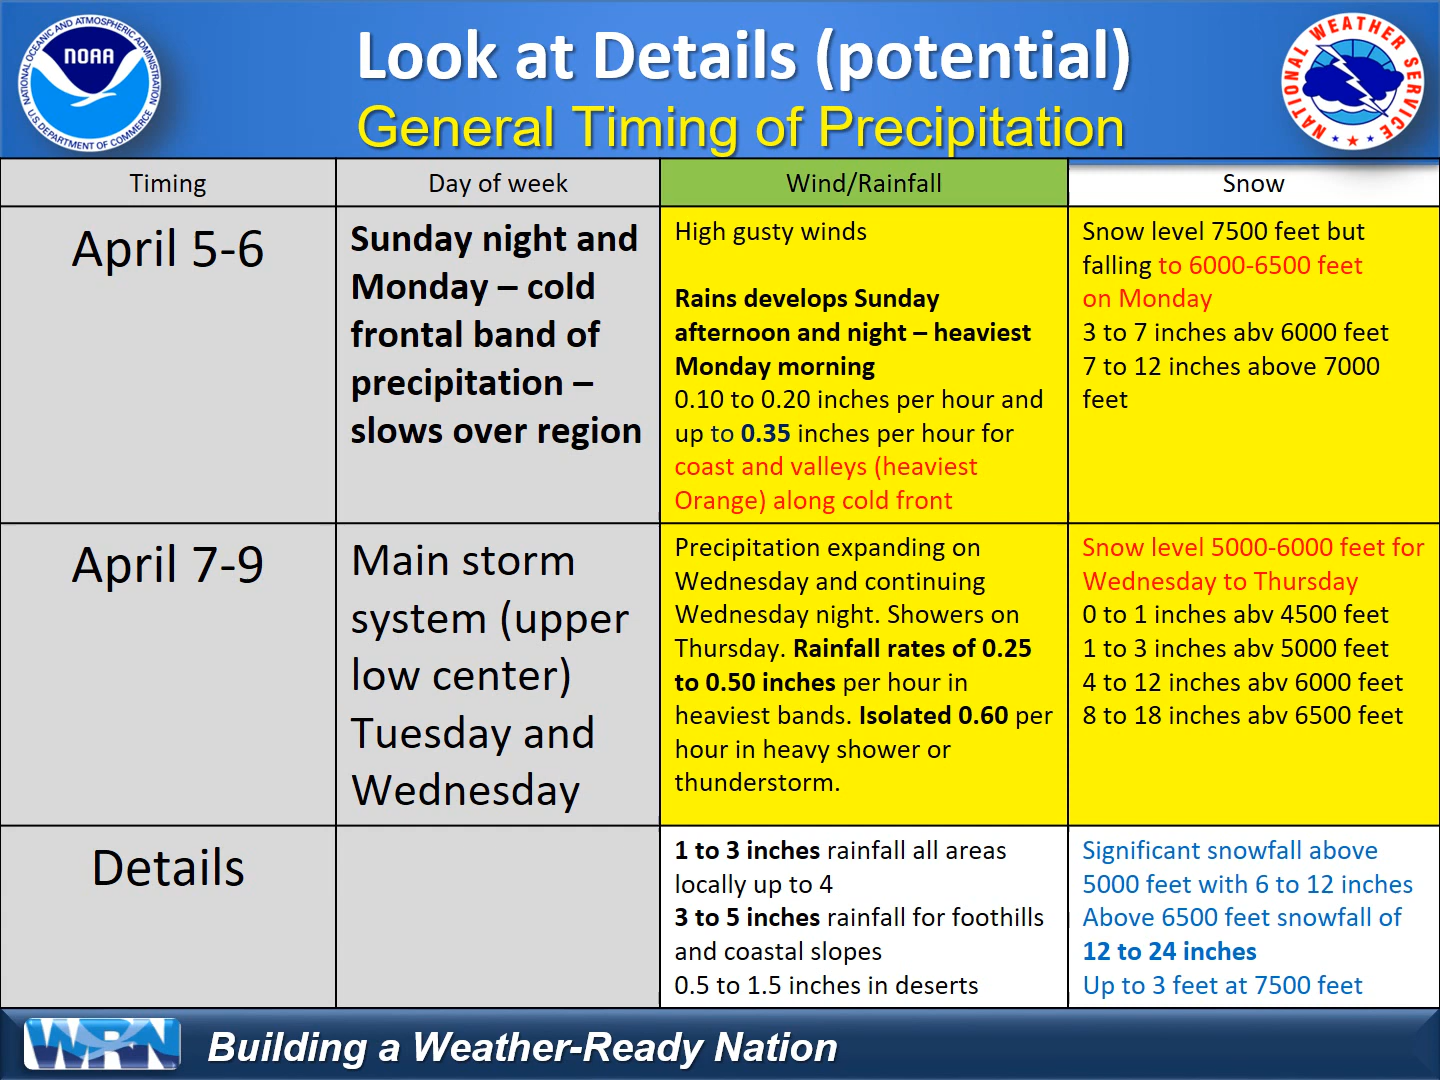 NATIONAL OCEANIC AND ATMOSPHERIC ADMINISTRATION
NOAA
U.S. DEPARTMENT OF COMMERCE
Look at Details (potential)
General Timing of Precipitation
NATIONAL WEATHER SERVICE
Timing
Day of week
Wind/Rainfall
Snow
April 5-6
Sunday night and
Monday – cold
frontal band of
precipitation –
slows over region
High gusty winds
Rains develops Sunday
afternoon and night – heaviest
Monday morning
0.10 to 0.20 inches per hour and
up to 0.35 inches per hour for
coast and valleys (heaviest
Orange) along cold front
Snow level 7500 feet but
falling to 6000-6500 feet
on Monday
3 to 7 inches abv 6000 feet
7 to 12 inches above 7000
feet
April 7-9
Main storm
system (upper
low center)
Tuesday and
Wednesday
Precipitation expanding on
Wednesday and continuing
Wednesday night. Showers on
Thursday. Rainfall rates of 0.25
to 0.50 inches per hour in
heaviest bands. Isolated 0.60 per
hour in heavy shower or
thunderstorm.
Snow level 5000-6000 feet for
Wednesday to Thursday
0 to 1 inches abv 4500 feet
1 to 3 inches abv 5000 feet
4 to 12 inches abv 6000 feet
8 to 18 inches abv 6500 feet
Details
1 to 3 inches rainfall all areas
locally up to 4
3 to 5 inches rainfall for foothills
and coastal slopes
0.5 to 1.5 inches in deserts
Significant snowfall above
5000 feet with 6 to 12 inches
Above 6500 feet snowfall of
12 to 24 inches
Up to 3 feet at 7500 feet
WRN
Building a Weather-Ready Nation